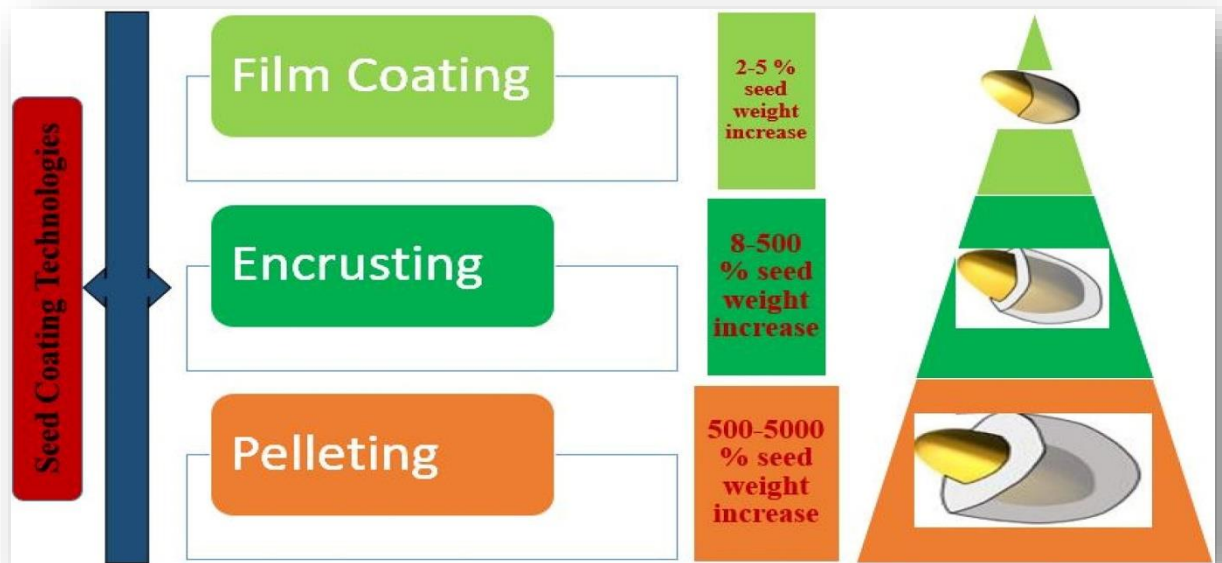 Seed Coating Technologies
Film Coating
2-5 %
seed
weight
increase
Encrusting
8-500
% seed
weight
increase
Pelleting
500-5000
% seed
weight
increase